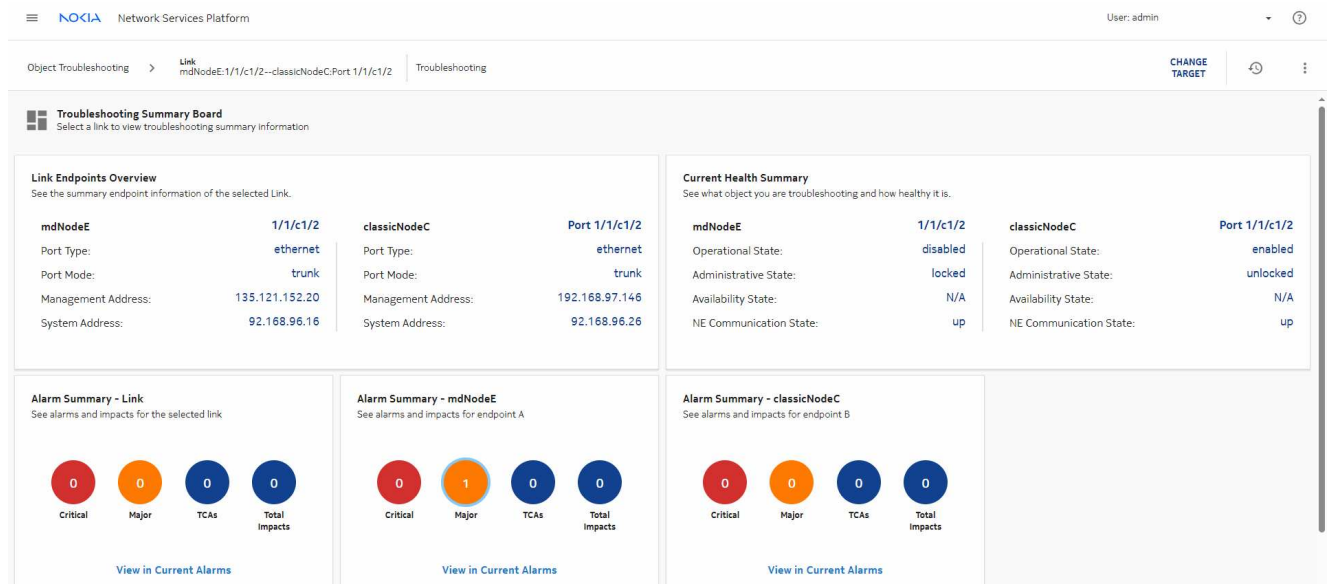 NOKIA Network Services Platform User: admin
Object Troubleshooting > Link Troubleshooting CHANGE TARGET
mdNodeE:1/1/c1/2--classicNodeC:Port 1/1/c1/2
Troubleshooting Summary Board
Select a link to view troubleshooting summary information
Link Endpoints Overview
See the summary endpoint information of the selected Link.
mdNodeE 1/1/c1/2
Port Type: ethernet
Port Mode: trunk
Management Address: 135.121.152.20
System Address: 92.168.96.16
classicNodeC Port 1/1/c1/2
Port Type: ethernet
Port Mode: trunk
Management Address: 192.168.97.146
System Address: 92.168.96.26
Current Health Summary
See what object you are troubleshooting and how healthy it is.
mdNodeE 1/1/c1/2
Operational State: disabled
Administrative State: locked
Availability State: N/A
NE Communication State: up
classicNodeC Port 1/1/c1/2
Operational State: enabled
Administrative State: unlocked
Availability State: N/A
NE Communication State: up
Alarm Summary - Link
See alarms and impacts for the selected link
0 0 0 0
Critical Major TCAs Total Impacts
View in Current Alarms
Alarm Summary - mdNodeE
See alarms and impacts for endpoint A
0 1 0 0
Critical Major TCAs Total Impacts
View in Current Alarms
Alarm Summary - classicNodeC
See alarms and impacts for endpoint B
0 0 0 0
Critical Major TCAs Total Impacts
View in Current Alarms